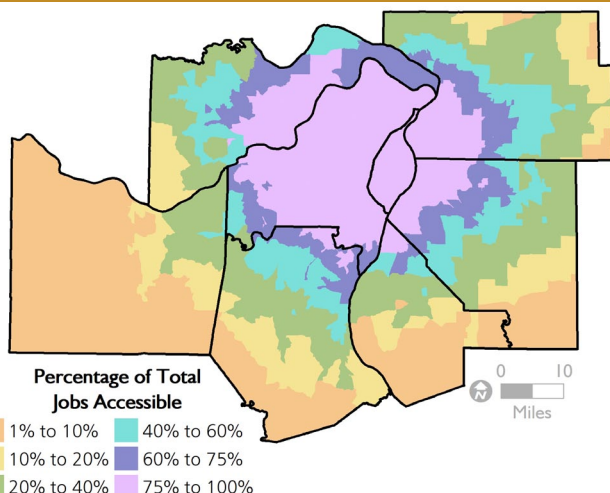 Percentage of Total
Jobs Accessible
1% to 10%
10% to 20%
20% to 40%
40% to 60%
60% to 75%
75% to 100%
N
0 10
Miles